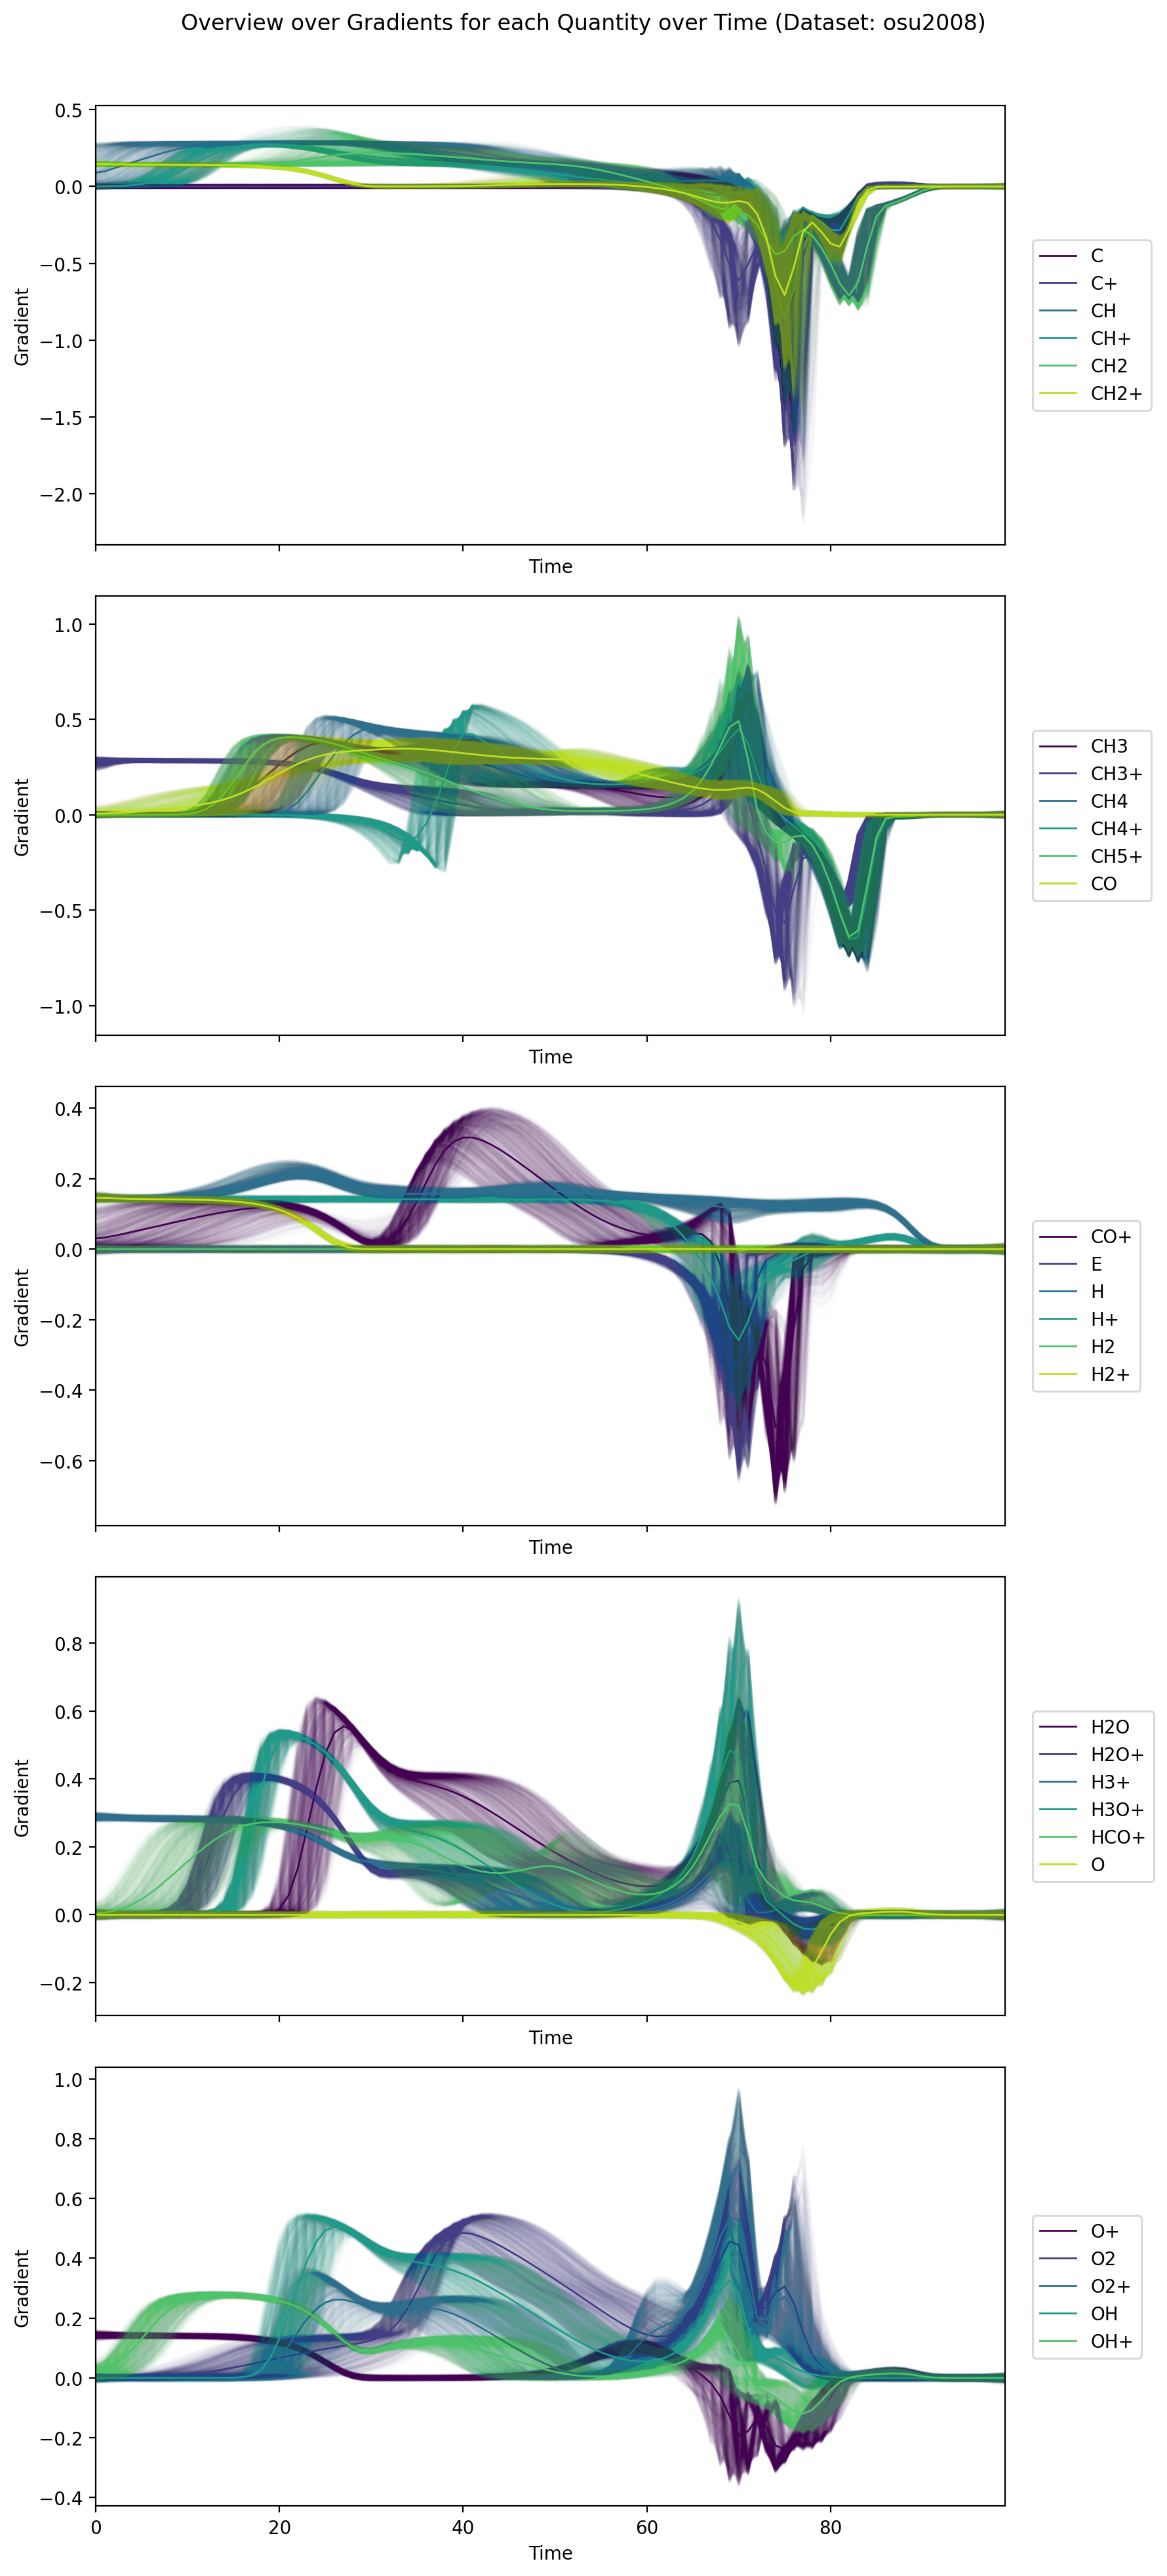 Overview over Gradients for each Quantity over Time (Dataset: osu2008)
0.5
0.0
−0.5
−1.0
−1.5
−2.0
Gradient
Time
C
C+
CH
CH+
CH2
CH2+
1.0
0.5
0.0
−0.5
−1.0
Gradient
Time
CH3
CH3+
CH4
CH4+
CH5+
CO
0.4
0.2
0.0
−0.2
−0.4
−0.6
Gradient
Time
CO+
E
H
H+
H2
H2+
0.8
0.6
0.4
0.2
0.0
−0.2
Gradient
Time
H2O
H2O+
H3+
H3O+
HCO+
O
1.0
0.8
0.6
0.4
0.2
0.0
−0.2
−0.4
Gradient
0 20 40 60 80
Time
O+
O2
O2+
OH
OH+